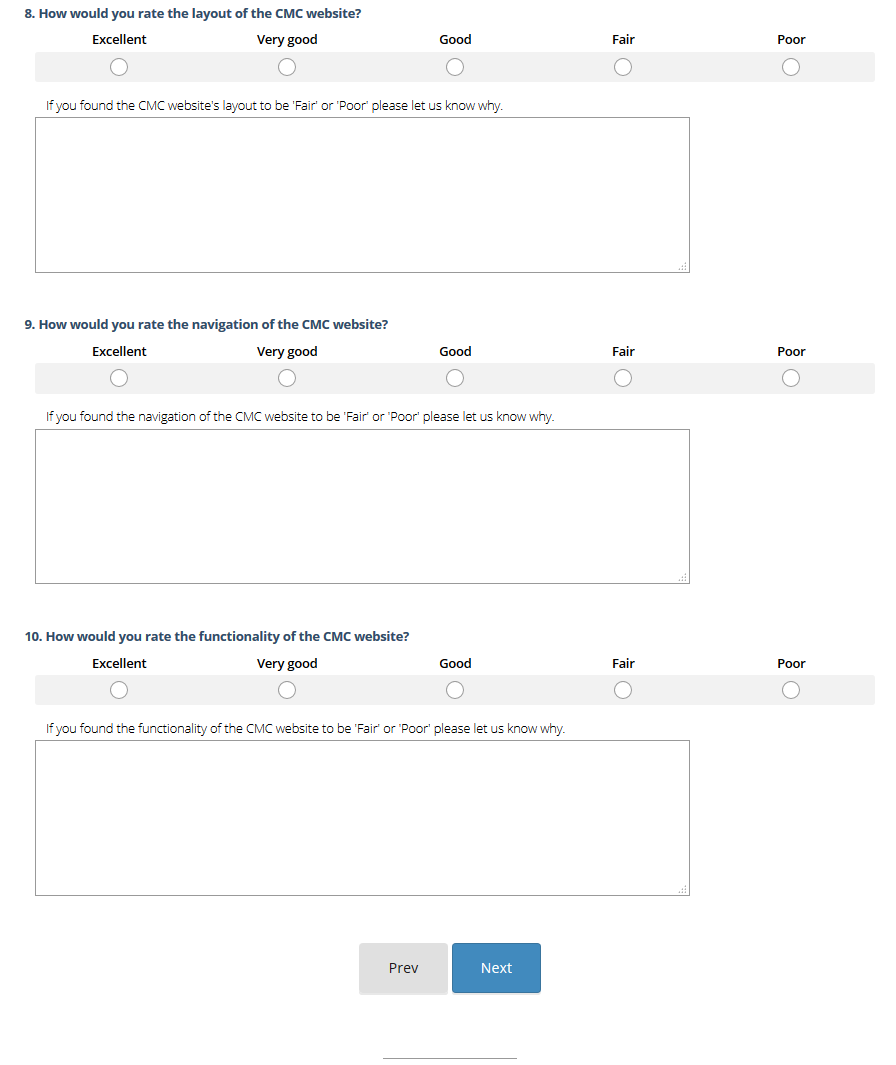 8. How would you rate the layout of the CMC website?
Excellent Very good Good Fair Poor
If you found the CMC website's layout to be 'Fair' or 'Poor' please let us know why.
9. How would you rate the navigation of the CMC website?
Excellent Very good Good Fair Poor
If you found the navigation of the CMC website to be 'Fair' or 'Poor' please let us know why.
10. How would you rate the functionality of the CMC website?
Excellent Very good Good Fair Poor
If you found the functionality of the CMC website to be 'Fair' or 'Poor' please let us know why.
Prev Next